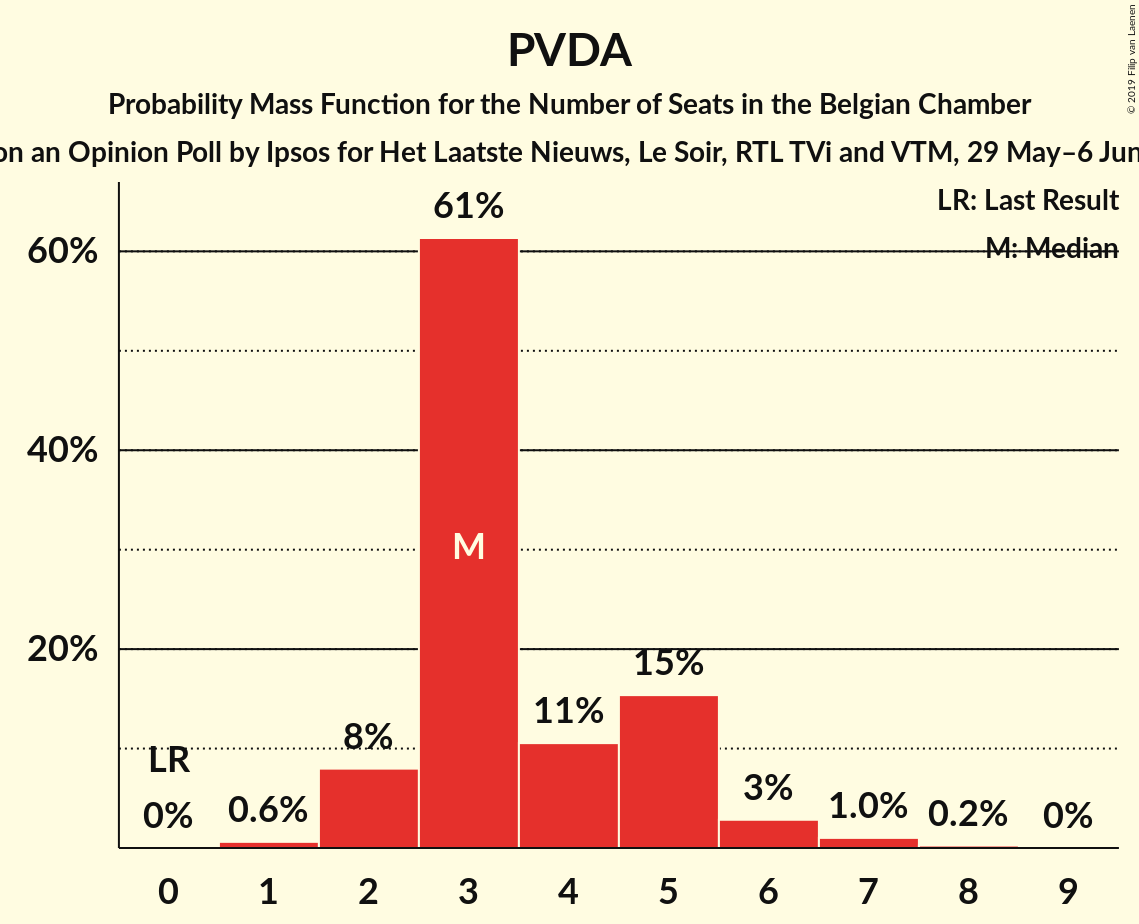 PVDA
Probability Mass Function for the Number of Seats in the Belgian Chamber
on an Opinion Poll by Ipsos for Het Laatste Nieuws, Le Soir, RTL TVi and VTM, 29 May–6 Jun
© 2019 Filip van Laenen
LR: Last Result
M: Median
60%
40%
20%
LR
0%
0.6%
8%
61%
M
11%
15%
3%
1.0%
0.2%
0%
0 1 2 3 4 5 6 7 8 9